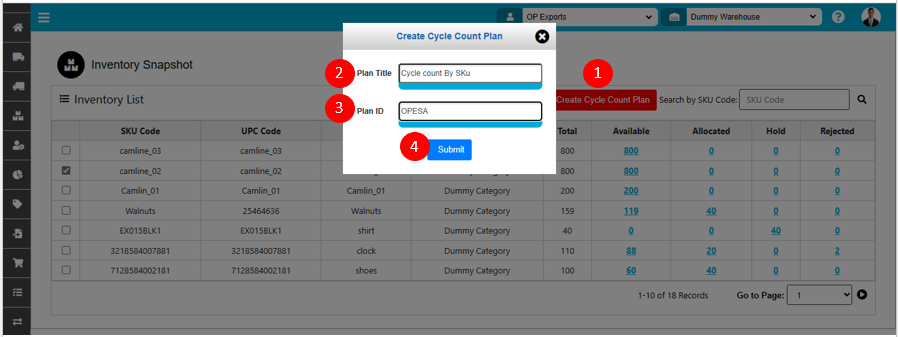 OP Exports
Dummy Warehouse
?
Create Cycle Count Plan
Inventory Snapshot
2
Plan Title
Cycle count By SKu
1
Inventory List
Create Cycle Count Plan
Search by SKU Code:
SKU Code
3
Plan ID
OPESA
4
Submit
SKU Code UPC Code Total Available Allocated Hold Rejected
camline_03 camline_03 800 800 0 0 0
camline_02 camline_02 Dummy Category 800 800 0 0 0
Camlin_01 Camlin_01 Camlin_01 Dummy Category 200 200 0 0 0
Walnuts 25464636 Walnuts Dummy Category 159 119 40 0 0
EX015BLK1 EX015BLK1 shirt Dummy Category 40 0 0 40 0
3218584007881 3218584007881 clock Dummy Category 110 88 20 0 2
7128584002181 7128584002181 shoes Dummy Category 100 60 40 0 0
1-10 of 18 Records Go to Page: 1